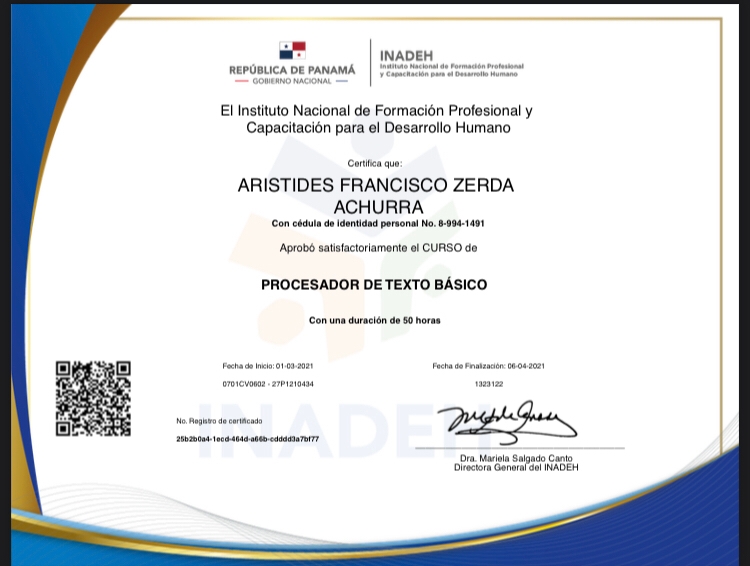 REPÚBLICA DE PANAMÁ
GOBIERNO NACIONAL
INADEH
Instituto Nacional de Formación Profesional
y Capacitación para el Desarrollo Humano
El Instituto Nacional de Formación Profesional y
Capacitación para el Desarrollo Humano
Certifica que:
ARISTIDES FRANCISCO ZERDA
ACHURRA
Con cédula de identidad personal No. 8-994-1491
Aprobó satisfactoriamente el CURSO de
PROCESADOR DE TEXTO BÁSICO
Con una duración de 50 horas
Fecha de Inicio: 01-03-2021
Fecha de Finalización: 06-04-2021
0701CV0602 - 27P1210434
1323122
No. Registro de certificado
25b2b0a4-1ecd-464d-a66b-cdddd3a7bf77
INADEH
Dra. Mariela Salgado Canto
Directora General del INADEH